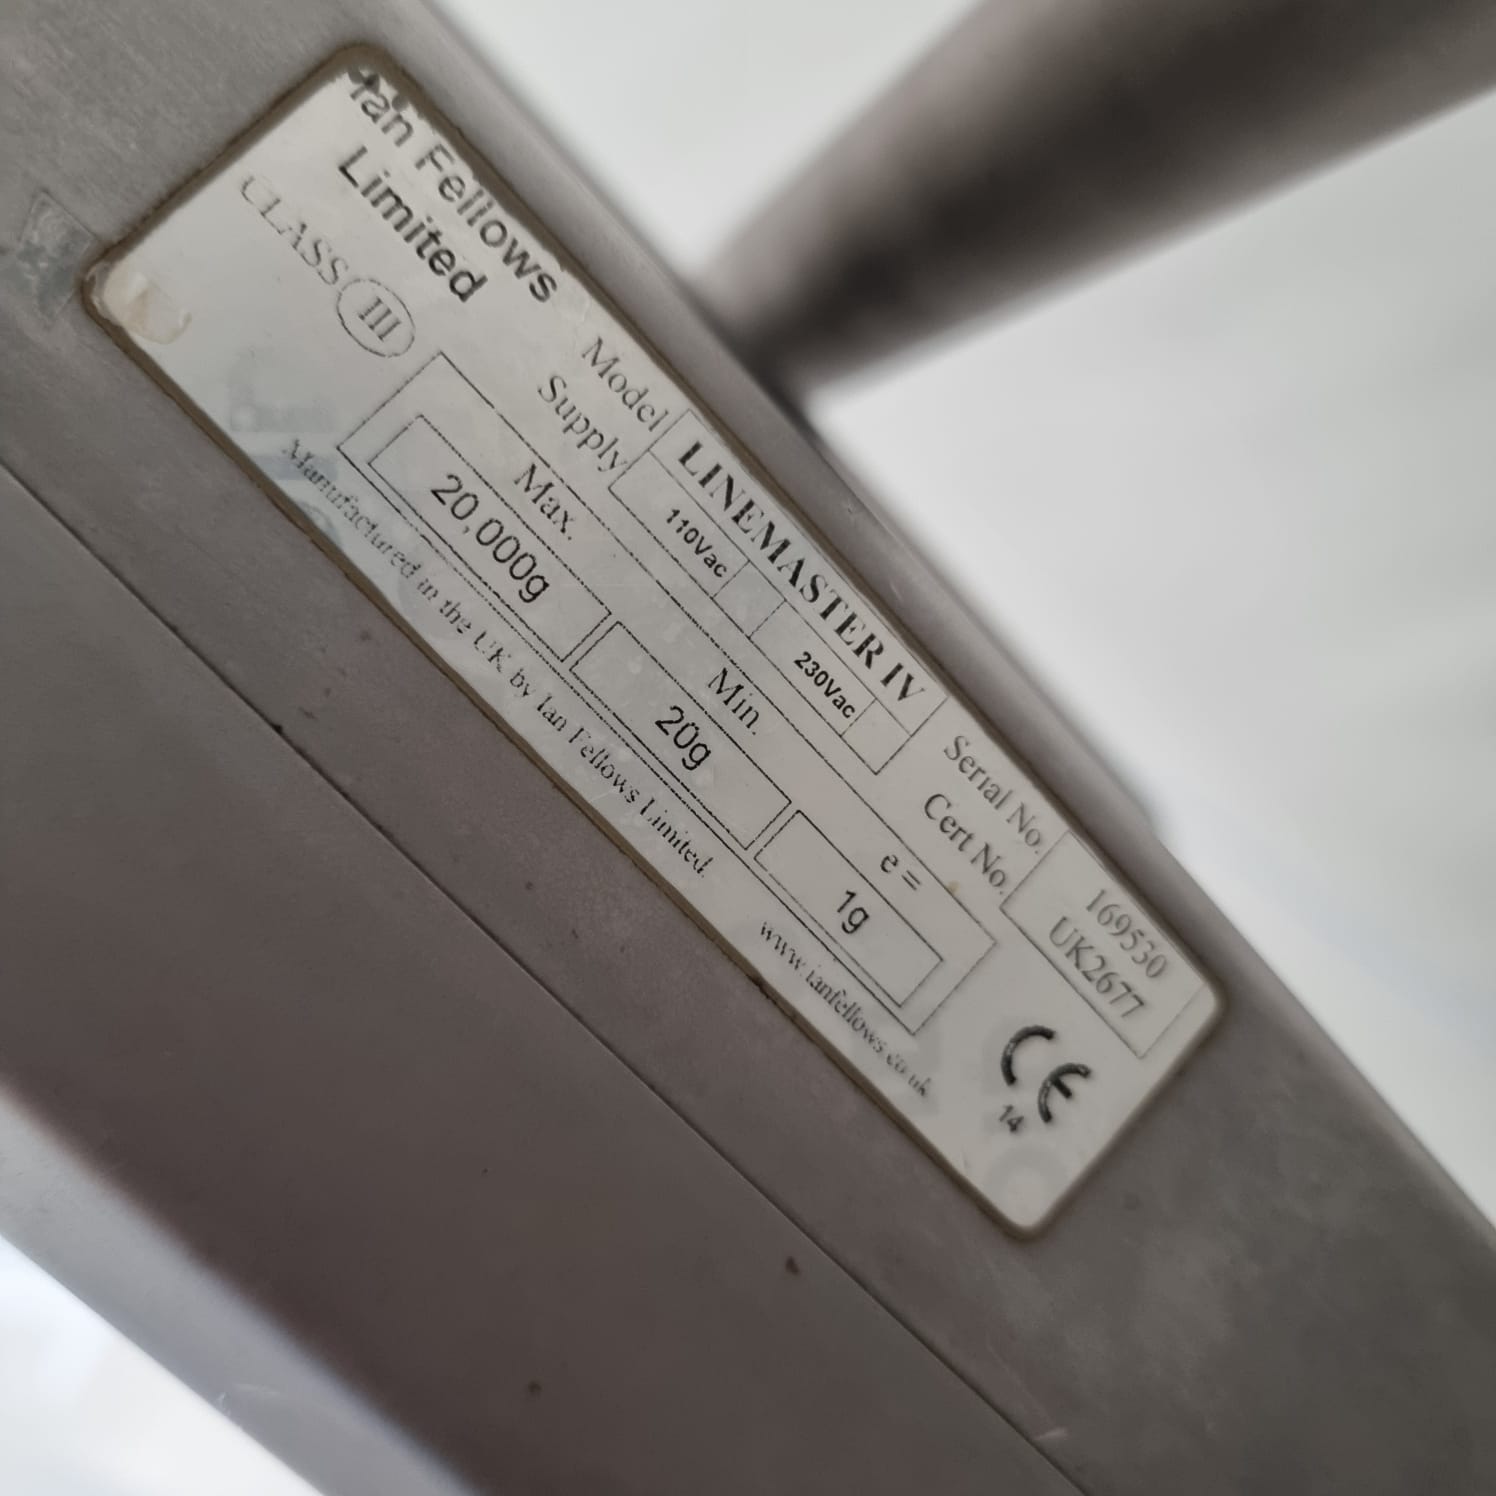 Ian Fellows
Limited
CLASS III
Model LINEMASTER IV
Supply 110Vac 230Vac
Serial No. 169530
Cert No. UK2677
Max. Min. e =
20,000g 20g 1g
CE
14
Manufactured in the UK by Ian Fellows Limited. www.ianfellows.co.uk